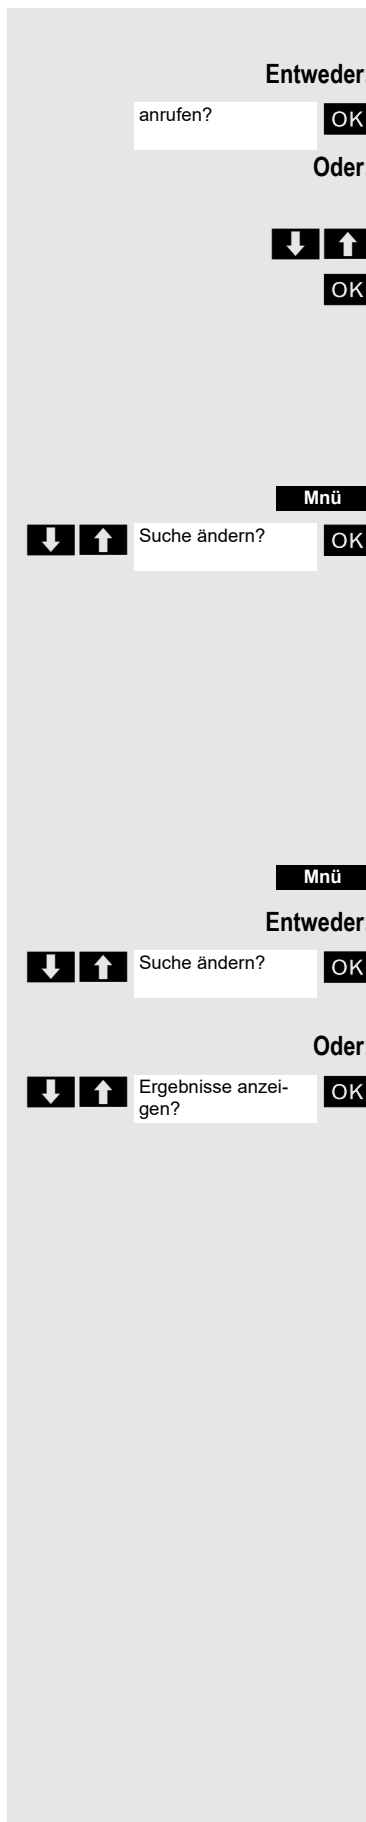 Entweder:
anrufen? OK
Oder:
OK
Mnü
Suche ändern? OK
Mnü
Entweder:
Suche ändern? OK
Oder:
Ergebnisse anzei-
gen? OK